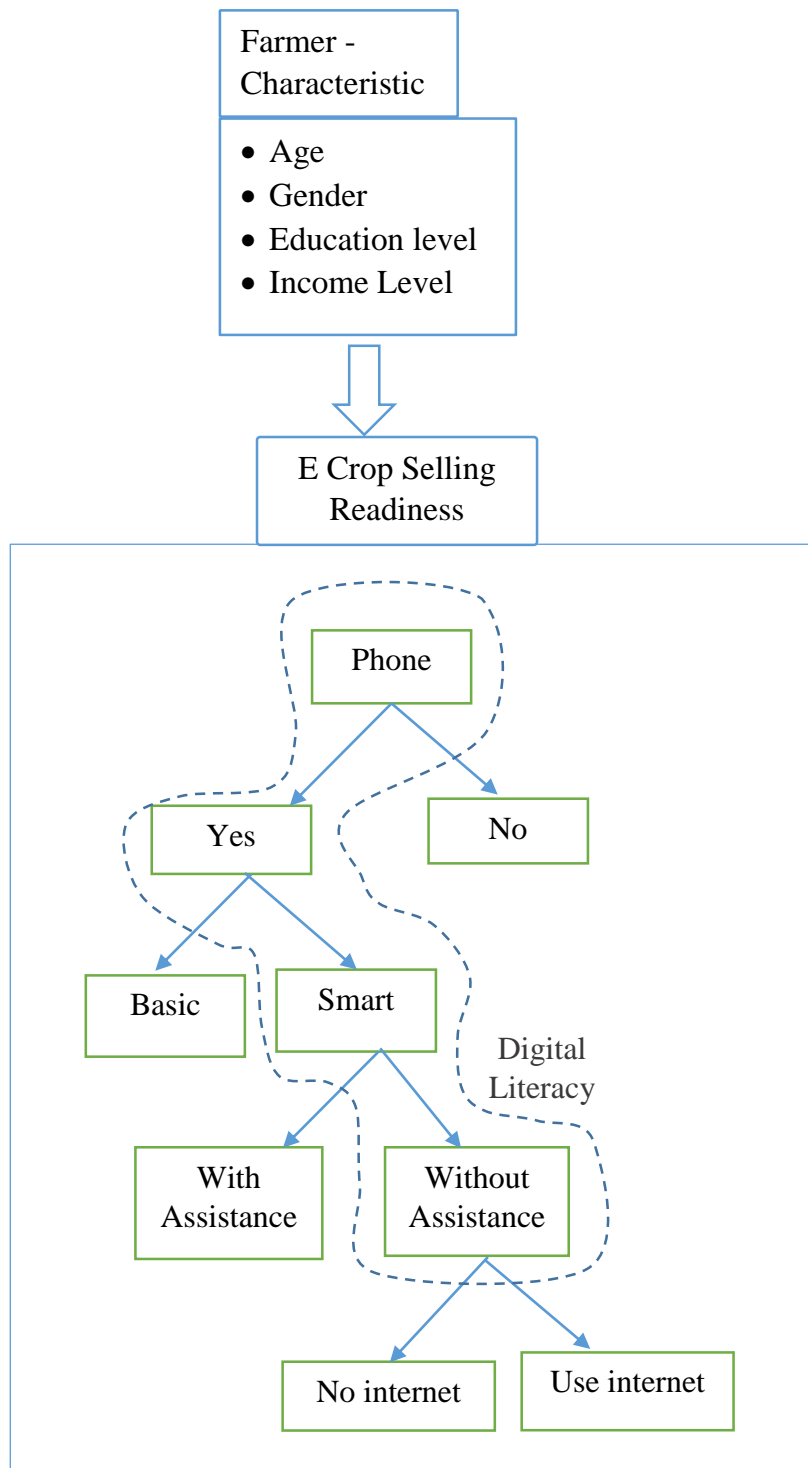 Farmer -
Characteristic
• Age
• Gender
• Education level
• Income Level
E Crop Selling
Readiness
Phone
Yes
No
Basic
Smart
Digital
Literacy
With
Assistance
Without
Assistance
No internet
Use internet